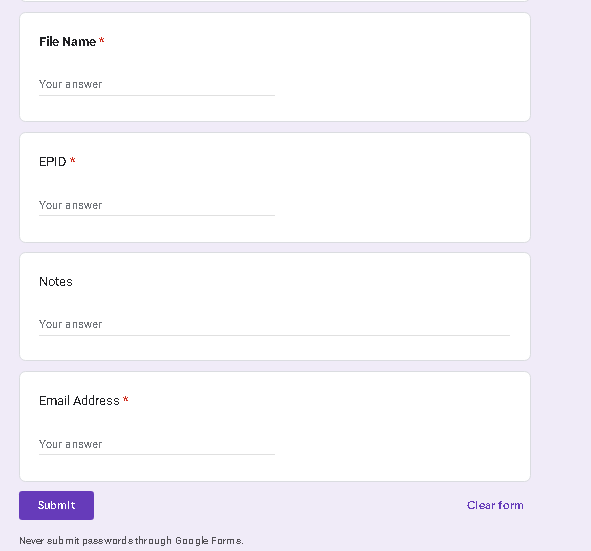 File Name *
Your answer
EPID *
Your answer
Notes
Your answer
Email Address *
Your answer
Submit
Clear form
Never submit passwords through Google Forms.